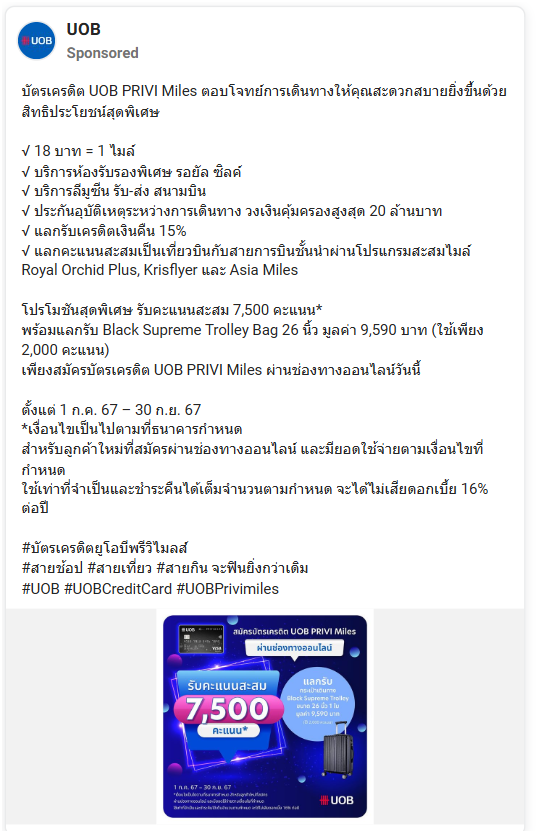 UOB
UOB
Sponsored
บัตรเครดิต UOB PRIVI Miles ตอบโจทย์การเดินทางให้คุณสะดวกสบายยิ่งขึ้นด้วย
สิทธิประโยชน์สุดพิเศษ
√ 18 บาท = 1 ไมล์
√ บริการห้องรับรองพิเศษ รอยัล ซิลค์
√ บริการลีมูซีน รับ-ส่ง สนามบิน
√ ประกันอุบัติเหตุระหว่างการเดินทาง วงเงินคุ้มครองสูงสุด 20 ล้านบาท
√ แลกรับเครดิตเงินคืน 15%
√ แลกคะแนนสะสมเป็นเที่ยวบินกับสายการบินชั้นนำผ่านโปรแกรมสะสมไมล์
Royal Orchid Plus, Krisflyer และ Asia Miles
โปรโมชันสุดพิเศษ รับคะแนนสะสม 7,500 คะแนน*
พร้อมแลกรับ Black Supreme Trolley Bag 26 นิ้ว มูลค่า 9,590 บาท (ใช้เพียง
2,000 คะแนน)
เพียงสมัครบัตรเครดิต UOB PRIVI Miles ผ่านช่องทางออนไลน์วันนี้
ตั้งแต่ 1 ก.ค. 67 – 30 ก.ย. 67
*เงื่อนไขเป็นไปตามที่ธนาคารกำหนด
สำหรับลูกค้าใหม่ที่สมัครผ่านช่องทางออนไลน์ และมียอดใช้จ่ายตามเงื่อนไขที่
กำหนด
ใช้เท่าที่จำเป็นและชำระคืนได้เต็มจำนวนตามกำหนด จะได้ไม่เสียดอกเบี้ย 16%
ต่อปี
#บัตรเครดิตยูโอบีพรีวิไมลส์
#สายช้อป #สายเที่ยว #สายกิน จะฟินยิ่งกว่าเดิม
#UOB #UOBCreditCard #UOBPrivimiles
สมัครบัตรเครดิต UOB PRIVI Miles
ผ่านช่องทางออนไลน์
รับคะแนนสะสม
7,500
คะแนน*
แลกรับ
กระเป๋าเดินทาง
Black Supreme Trolley
ขนาด 26 นิ้ว 1 ใบ
มูลค่า 9,590 บาท
1 ก.ค. 67 – 30 ก.ย. 67
UOB